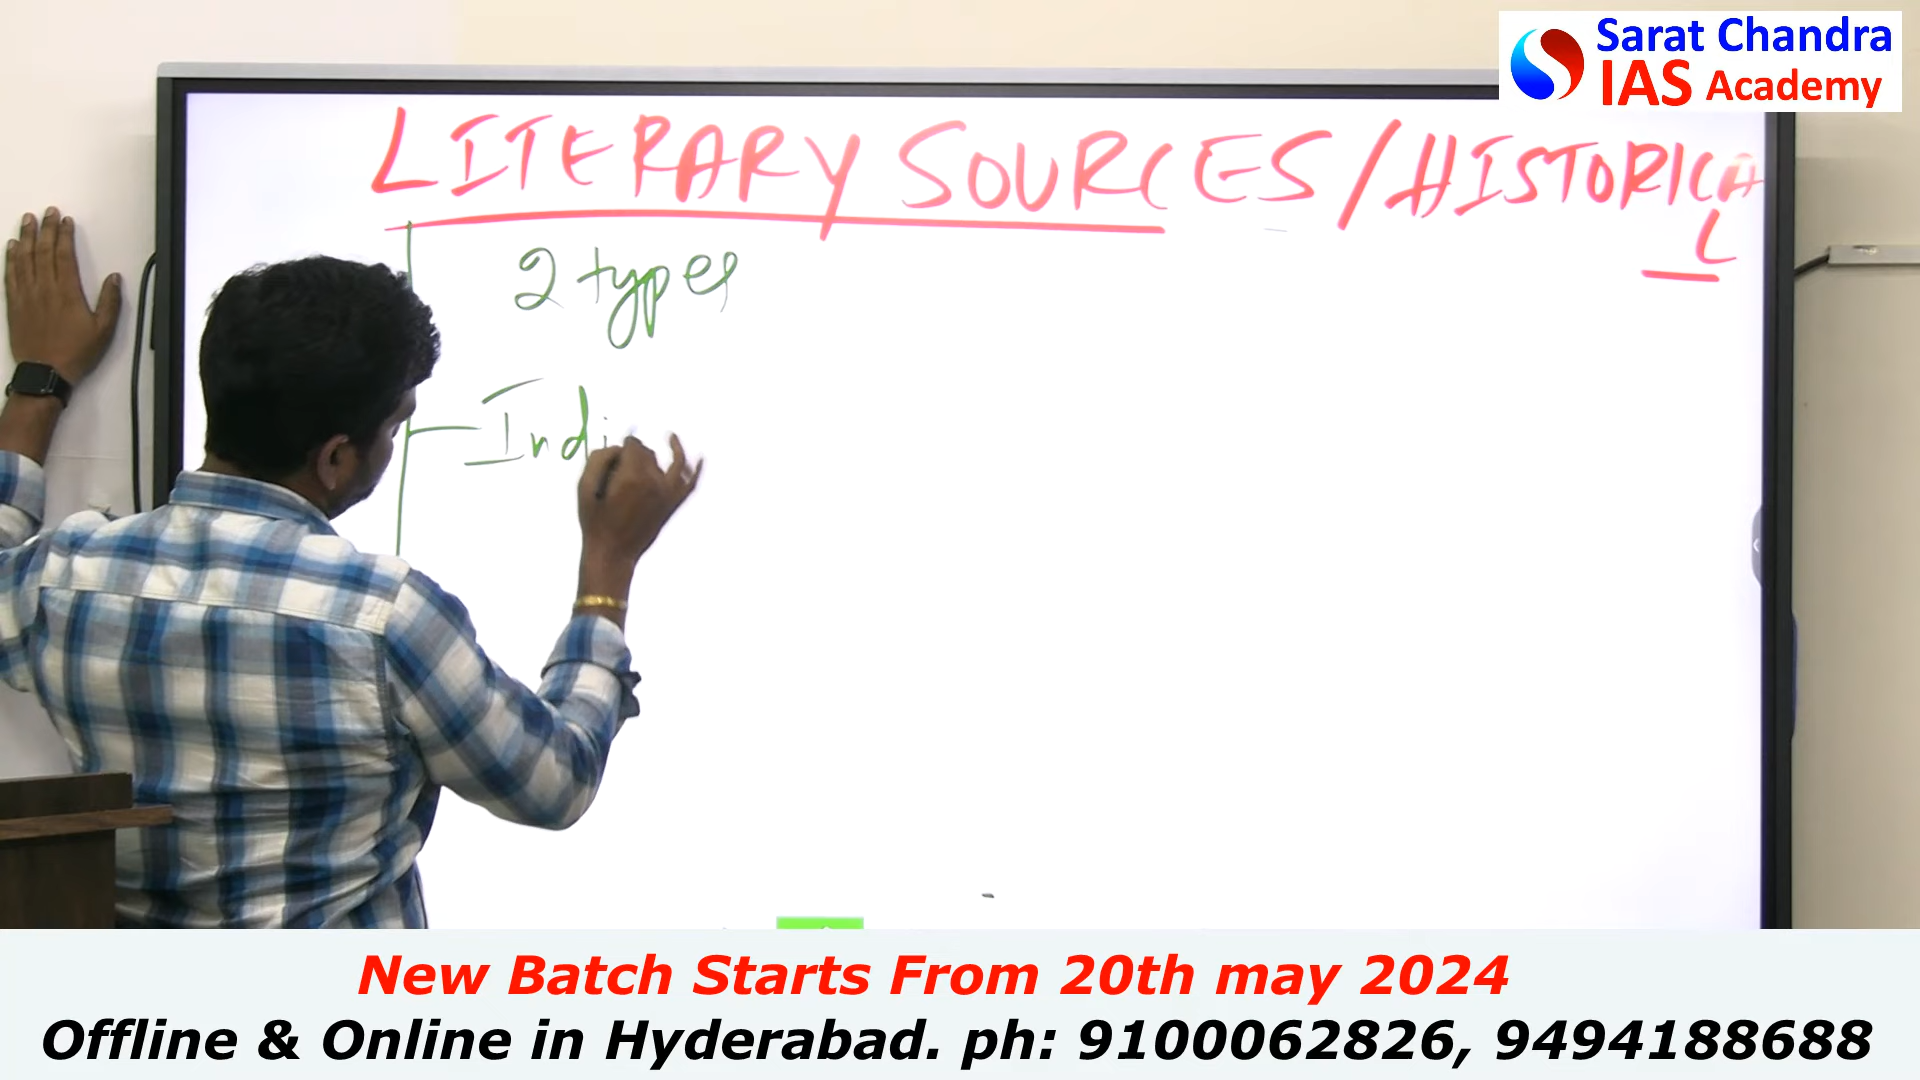 Sarat Chandra
IAS Academy
LITERARY SOURCES / HISTORICA
L
2 types
Indi
New Batch Starts From 20th may 2024
Offline & Online in Hyderabad. ph: 9100062826, 9494188688